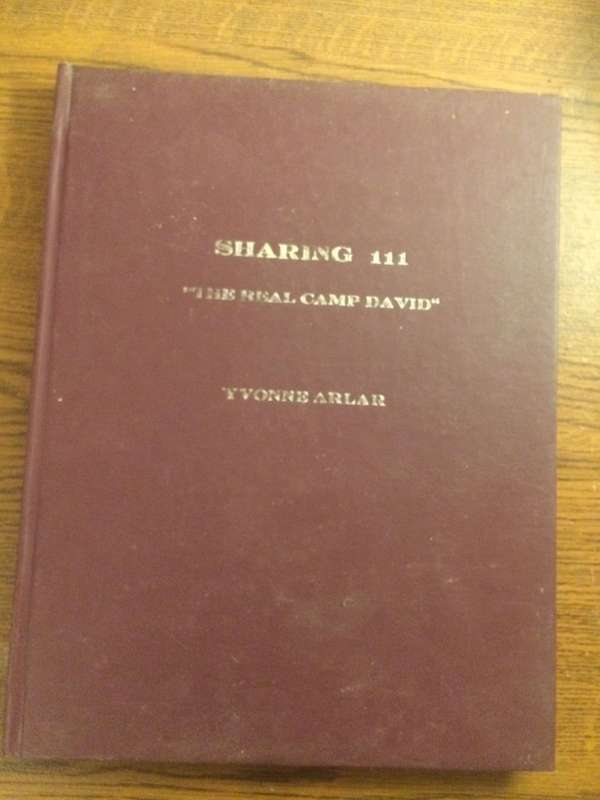 SHARING 111
"THE REAL CAMP DAVID"
YVONNE ARLAR